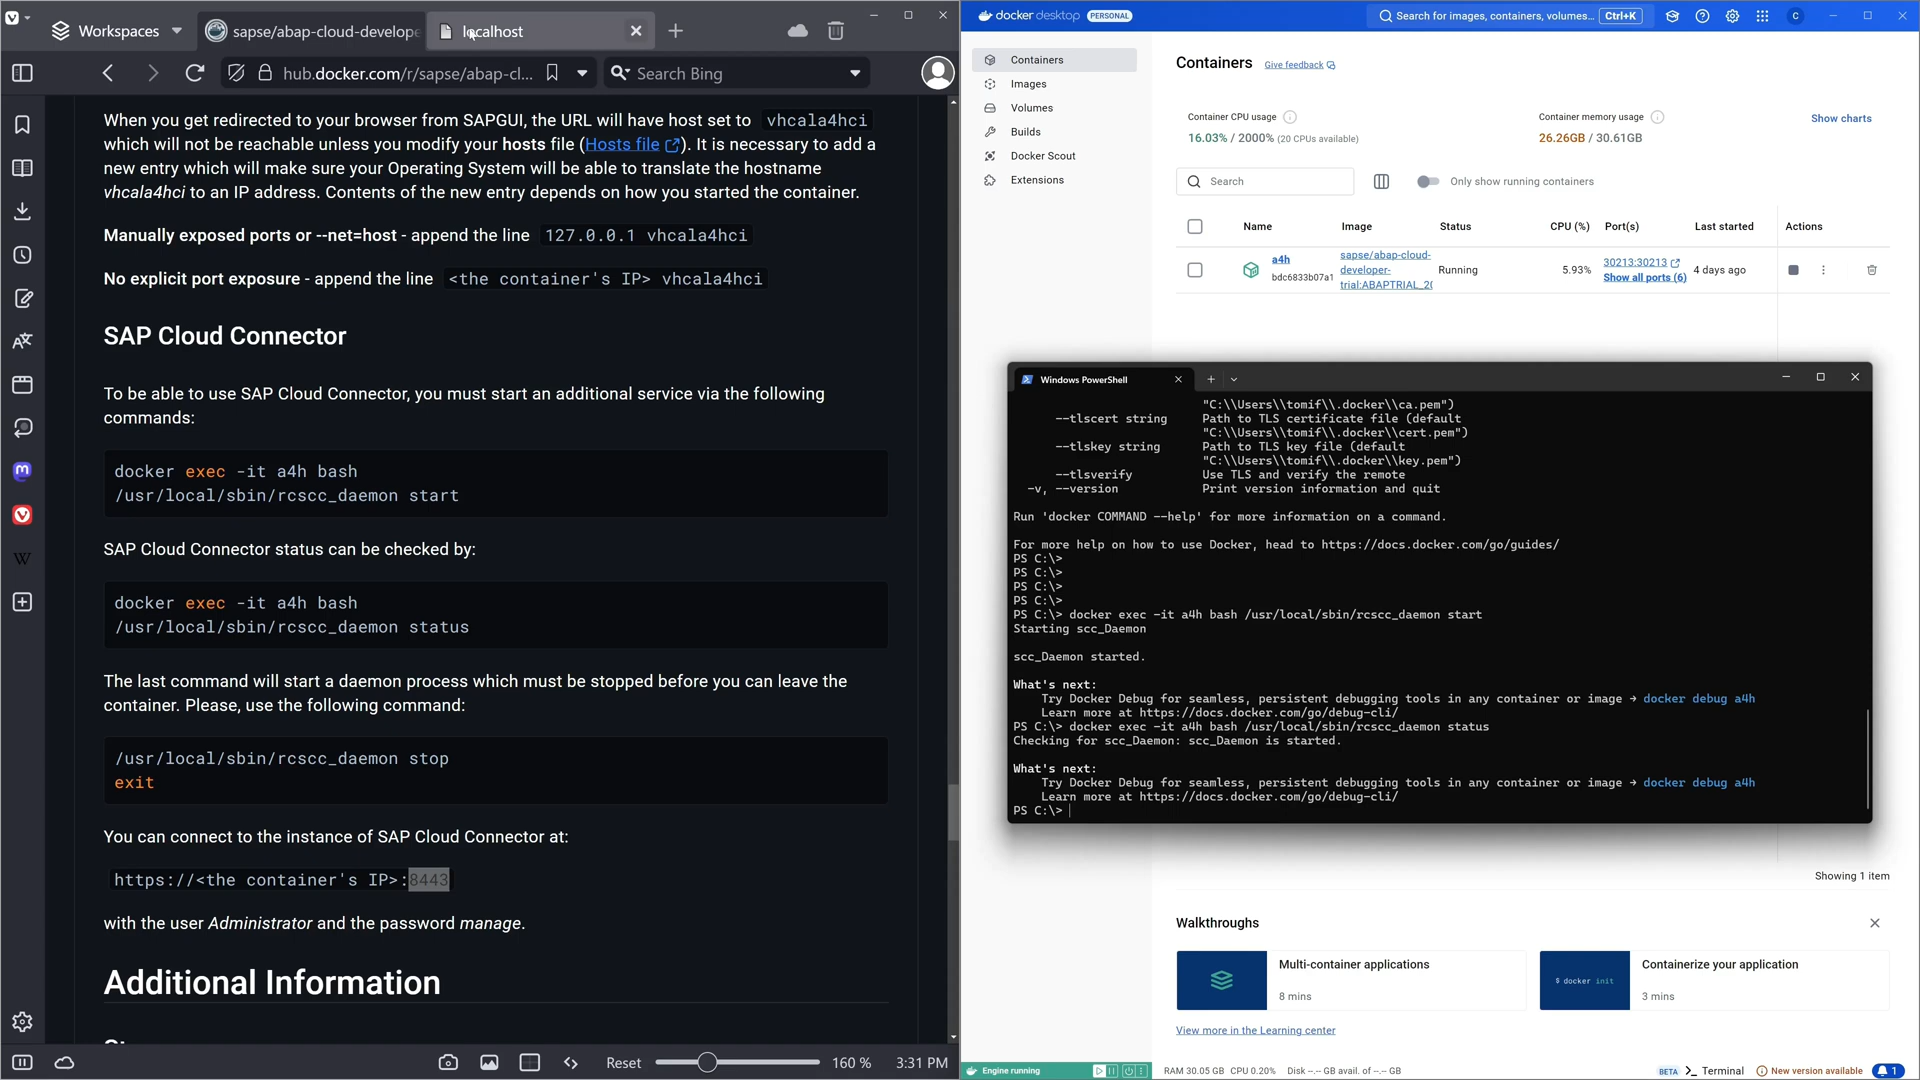 Workspaces
sapse/abap-cloud-develope
localhost
hub.docker.com/r/sapse/abap-cl...
Search Bing
When you get redirected to your browser from SAPGUI, the URL will have host set to vhcala4hci
which will not be reachable unless you modify your hosts file (Hosts file). It is necessary to add a
new entry which will make sure your Operating System will be able to translate the hostname
vhcala4hci to an IP address. Contents of the new entry depends on how you started the container.
Manually exposed ports or --net=host - append the line 127.0.0.1 vhcala4hci
No explicit port exposure - append the line <the container's IP> vhcala4hci
SAP Cloud Connector
To be able to use SAP Cloud Connector, you must start an additional service via the following
commands:
docker exec -it a4h bash
/usr/local/sbin/rcscc_daemon start
SAP Cloud Connector status can be checked by:
docker exec -it a4h bash
/usr/local/sbin/rcscc_daemon status
The last command will start a daemon process which must be stopped before you can leave the
container. Please, use the following command:
/usr/local/sbin/rcscc_daemon stop
exit
You can connect to the instance of SAP Cloud Connector at:
https://<the container's IP>:8443
with the user Administrator and the password manage.
Additional Information
Reset
160 %
3:31 PM
docker desktop PERSONAL
Search for images, containers, volumes... Ctrl+K
C
Containers
Images
Volumes
Builds
Docker Scout
Extensions
Containers Give feedback
Container CPU usage
16.03% / 2000% (20 CPUs available)
Container memory usage
26.26GB / 30.61GB
Show charts
Search
Only show running containers
Name Image Status CPU (%) Port(s) Last started Actions
a4h
bdc6833b07a1
sapse/abap-cloud-
developer-
trial:ABAPTRIAL_20
Running
5.93%
30213:30213
Show all ports (6)
4 days ago
Windows PowerShell
"C:\\Users\\tomif\\.docker\\ca.pem")
--tlscert string Path to TLS certificate file (default
"C:\\Users\\tomif\\.docker\\cert.pem")
--tlskey string Path to TLS key file (default
"C:\\Users\\tomif\\.docker\\key.pem")
--tlsverify Use TLS and verify the remote
-v, --version Print version information and quit
Run 'docker COMMAND --help' for more information on a command.
For more help on how to use Docker, head to https://docs.docker.com/go/guides/
PS C:\>
PS C:\>
PS C:\>
PS C:\>
PS C:\> docker exec -it a4h bash /usr/local/sbin/rcscc_daemon start
Starting scc_Daemon
scc_Daemon started.
What's next:
Try Docker Debug for seamless, persistent debugging tools in any container or image → docker debug a4h
Learn more at https://docs.docker.com/go/debug-cli/
PS C:\> docker exec -it a4h bash /usr/local/sbin/rcscc_daemon status
Checking for scc_Daemon: scc_Daemon is started.
What's next:
Try Docker Debug for seamless, persistent debugging tools in any container or image → docker debug a4h
Learn more at https://docs.docker.com/go/debug-cli/
PS C:\>
Showing 1 item
Walkthroughs
Multi-container applications
8 mins
$ docker init
Containerize your application
3 mins
View more in the Learning center
Engine running
RAM 30.05 GB CPU 0.20% Disk --.-- GB avail. of --.-- GB
BETA
Terminal
New version available
1